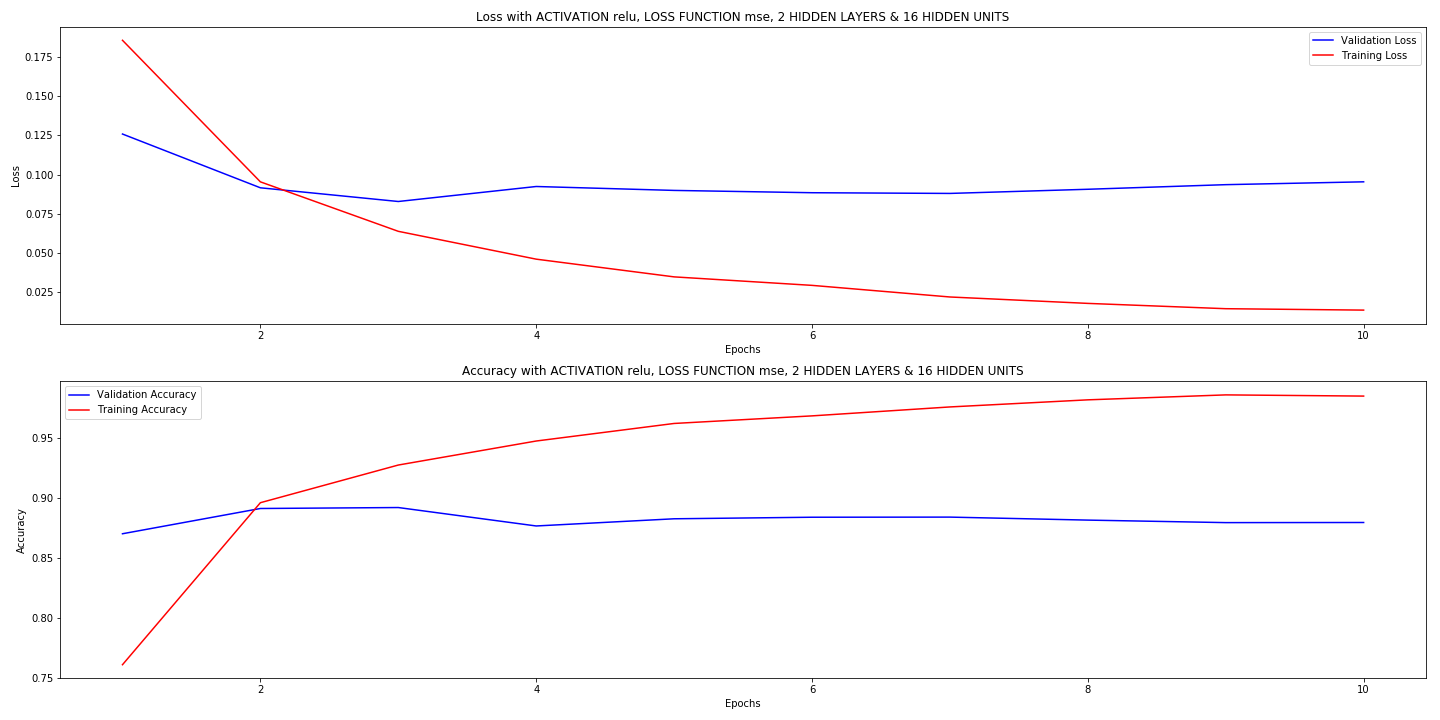 Loss with ACTIVATION relu, LOSS FUNCTION mse, 2 HIDDEN LAYERS & 16 HIDDEN UNITS
Validation Loss
Training Loss
0.175
0.150
0.125
0.100
0.075
0.050
0.025
Loss
2 4 6 8 10
Epochs
Accuracy with ACTIVATION relu, LOSS FUNCTION mse, 2 HIDDEN LAYERS & 16 HIDDEN UNITS
Validation Accuracy
Training Accuracy
0.95
0.90
0.85
0.80
0.75
Accuracy
2 4 6 8 10
Epochs